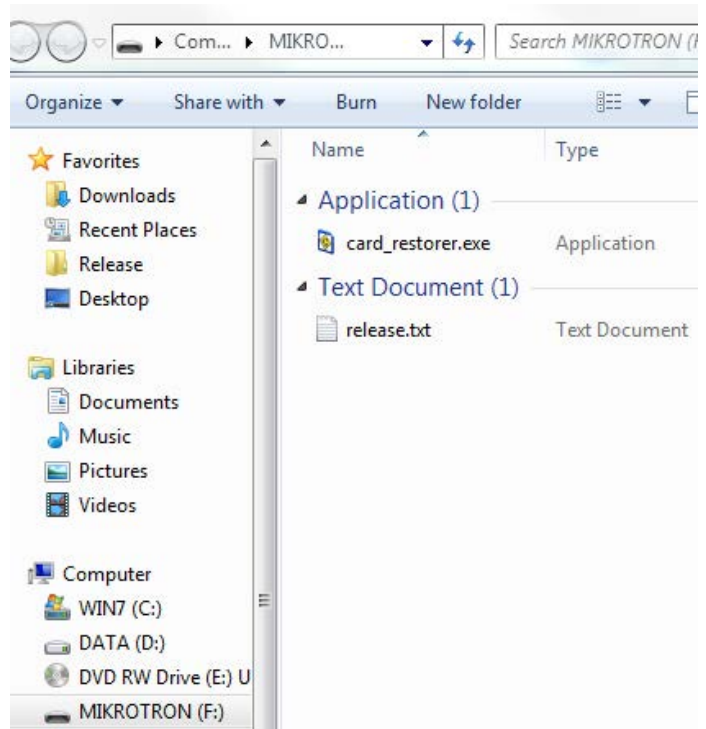 Com... MIKRO... Search MIKROTRON (F
Organize Share with Burn New folder
Favorites
Downloads
Recent Places
Release
Desktop
Libraries
Documents
Music
Pictures
Videos
Computer
WIN7 (C:)
DATA (D:)
DVD RW Drive (E:) U
MIKROTRON (F:)
Name Type
Application (1)
card_restorer.exe Application
Text Document (1)
release.txt Text Document